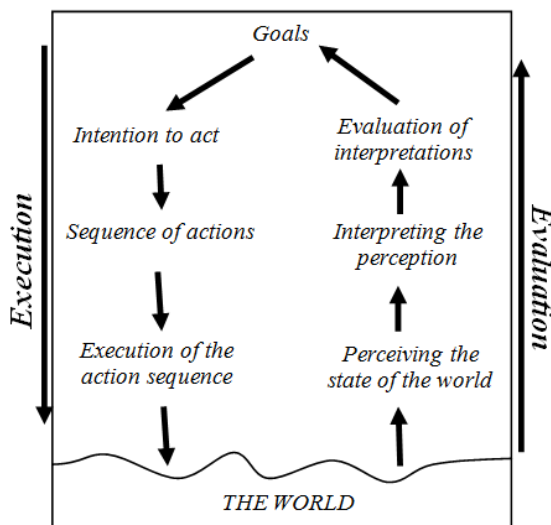 Goals
Intention to act
Evaluation of
interpretations
Sequence of actions
Interpreting the
perception
Execution of the
action sequence
Perceiving the
state of the world
THE WORLD
Execution
Evaluation